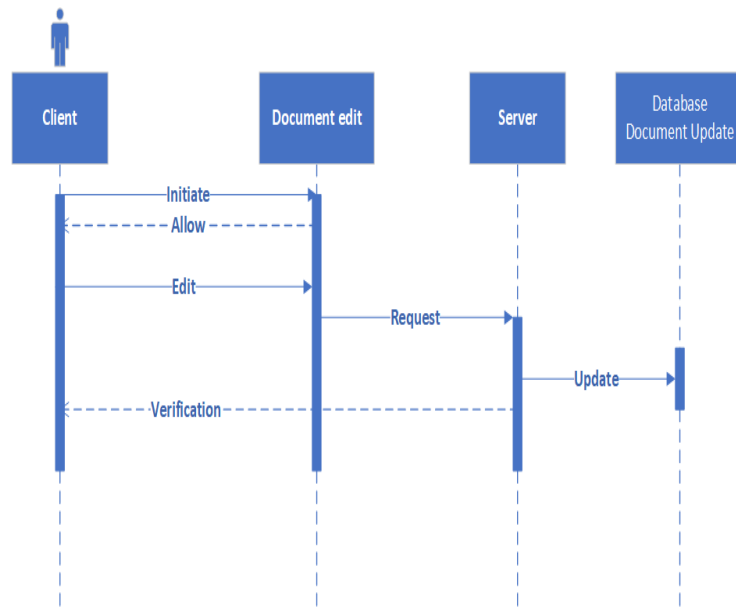 Client
Document edit
Server
Database
Document Update
Initiate
Allow
Edit
Request
Update
Verification